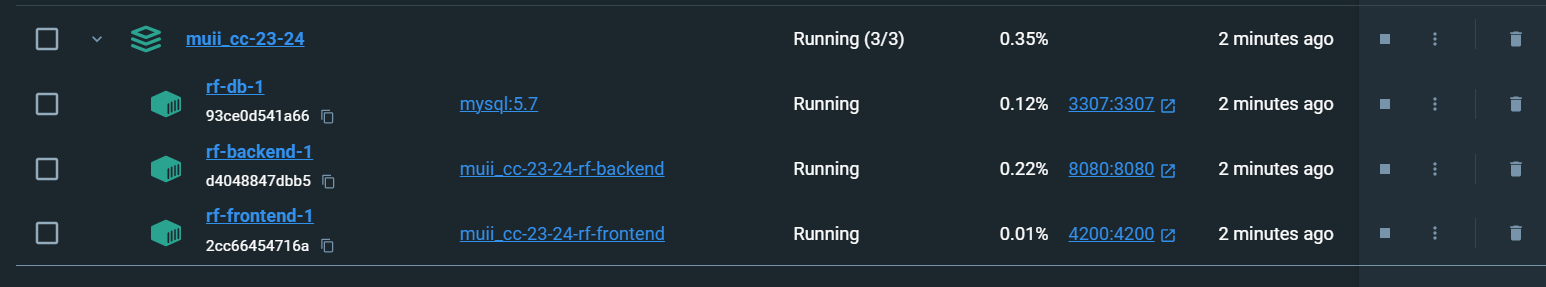 muii_cc-23-24 Running (3/3) 0.35% 2 minutes ago
rf-db-1
93ce0d541a66 mysql:5.7 Running 0.12% 3307:3307 2 minutes ago
rf-backend-1
d4048847dbb5 muii_cc-23-24-rf-backend Running 0.22% 8080:8080 2 minutes ago
rf-frontend-1
2cc66454716a muii_cc-23-24-rf-frontend Running 0.01% 4200:4200 2 minutes ago